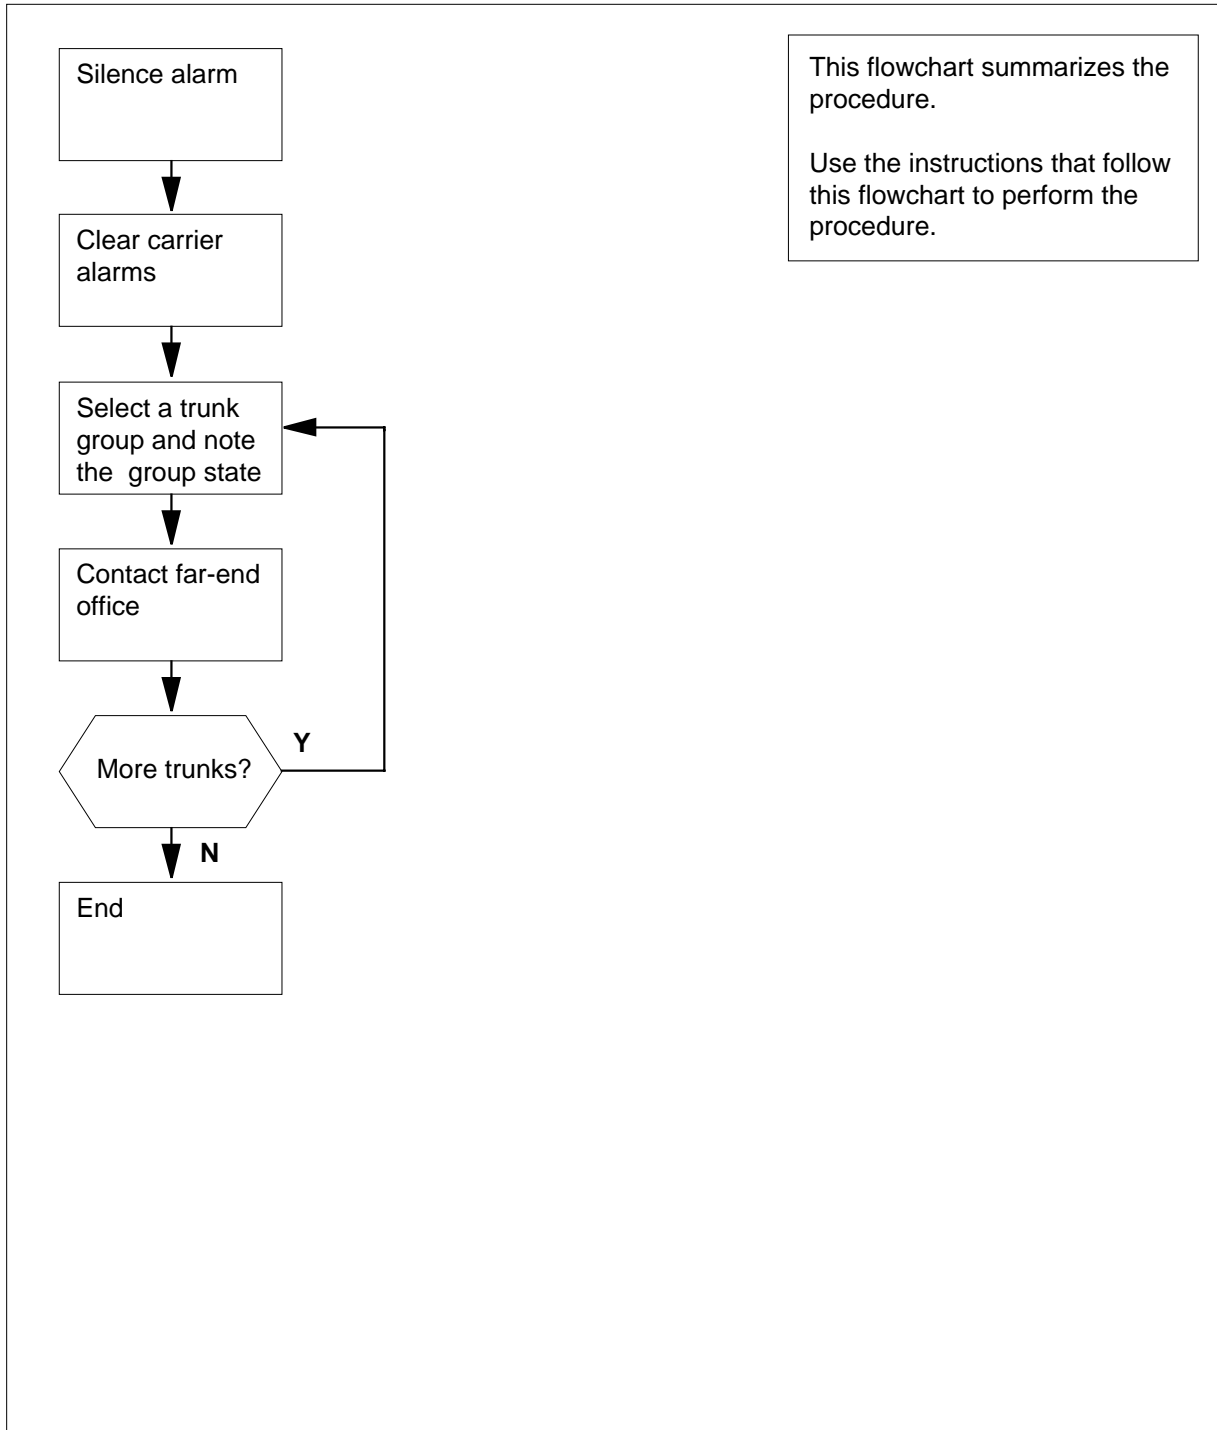 Silence alarm
Clear carrier
alarms
Select a trunk
group and note
the  group state
Contact far-end
office
More trunks?
Y
N
End
This flowchart summarizes the
procedure.
Use the instructions that follow
this flowchart to perform the
procedure.